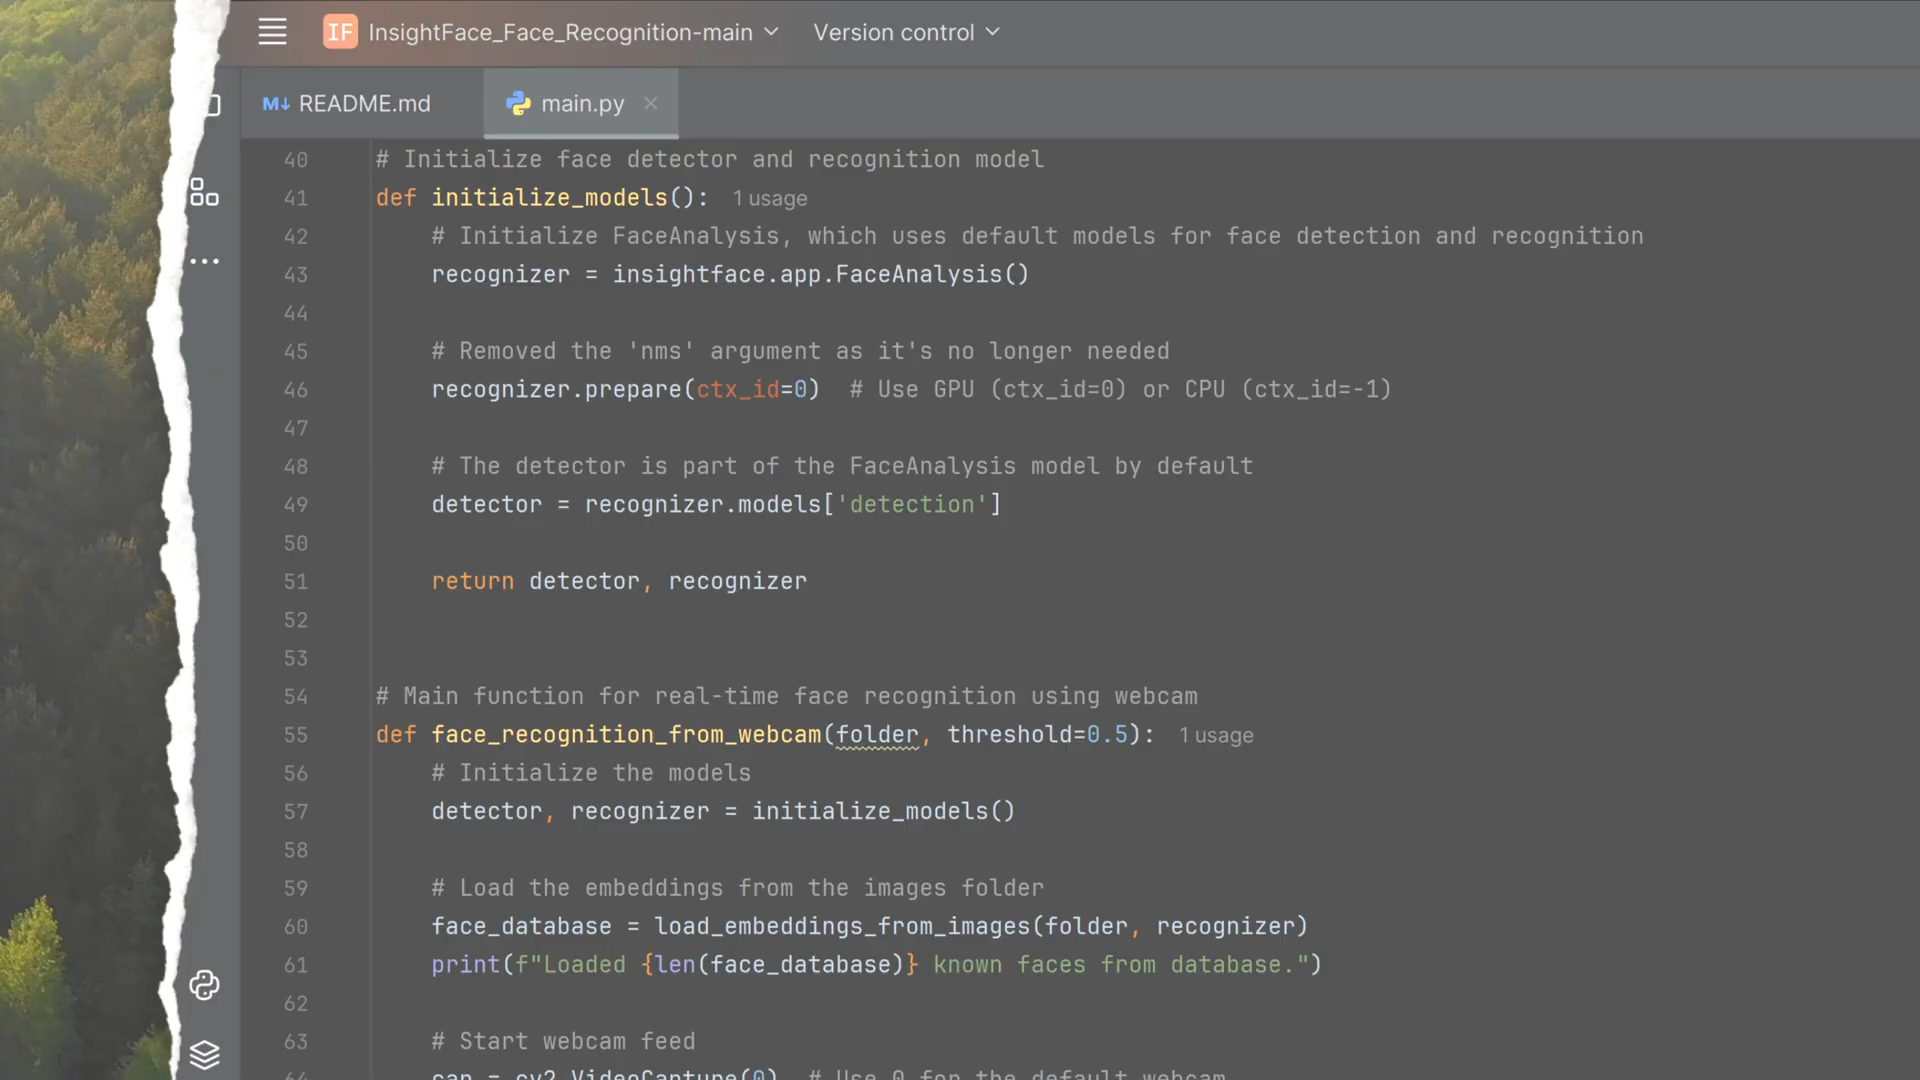 IF InsightFace_Face_Recognition-main Version control
M↓ README.md main.py ×
40 # Initialize face detector and recognition model
41 def initialize_models(): 1 usage
42 # Initialize FaceAnalysis, which uses default models for face detection and recognition
43 recognizer = insightface.app.FaceAnalysis()
44
45 # Removed the 'nms' argument as it's no longer needed
46 recognizer.prepare(ctx_id=0) # Use GPU (ctx_id=0) or CPU (ctx_id=-1)
47
48 # The detector is part of the FaceAnalysis model by default
49 detector = recognizer.models['detection']
50
51 return detector, recognizer
52
53
54 # Main function for real-time face recognition using webcam
55 def face_recognition_from_webcam(folder, threshold=0.5): 1 usage
56 # Initialize the models
57 detector, recognizer = initialize_models()
58
59 # Load the embeddings from the images folder
60 face_database = load_embeddings_from_images(folder, recognizer)
61 print(f"Loaded {len(face_database)} known faces from database.")
62
63 # Start webcam feed
64 cap = cv2.VideoCapture(0) # Use 0 for the default webcam